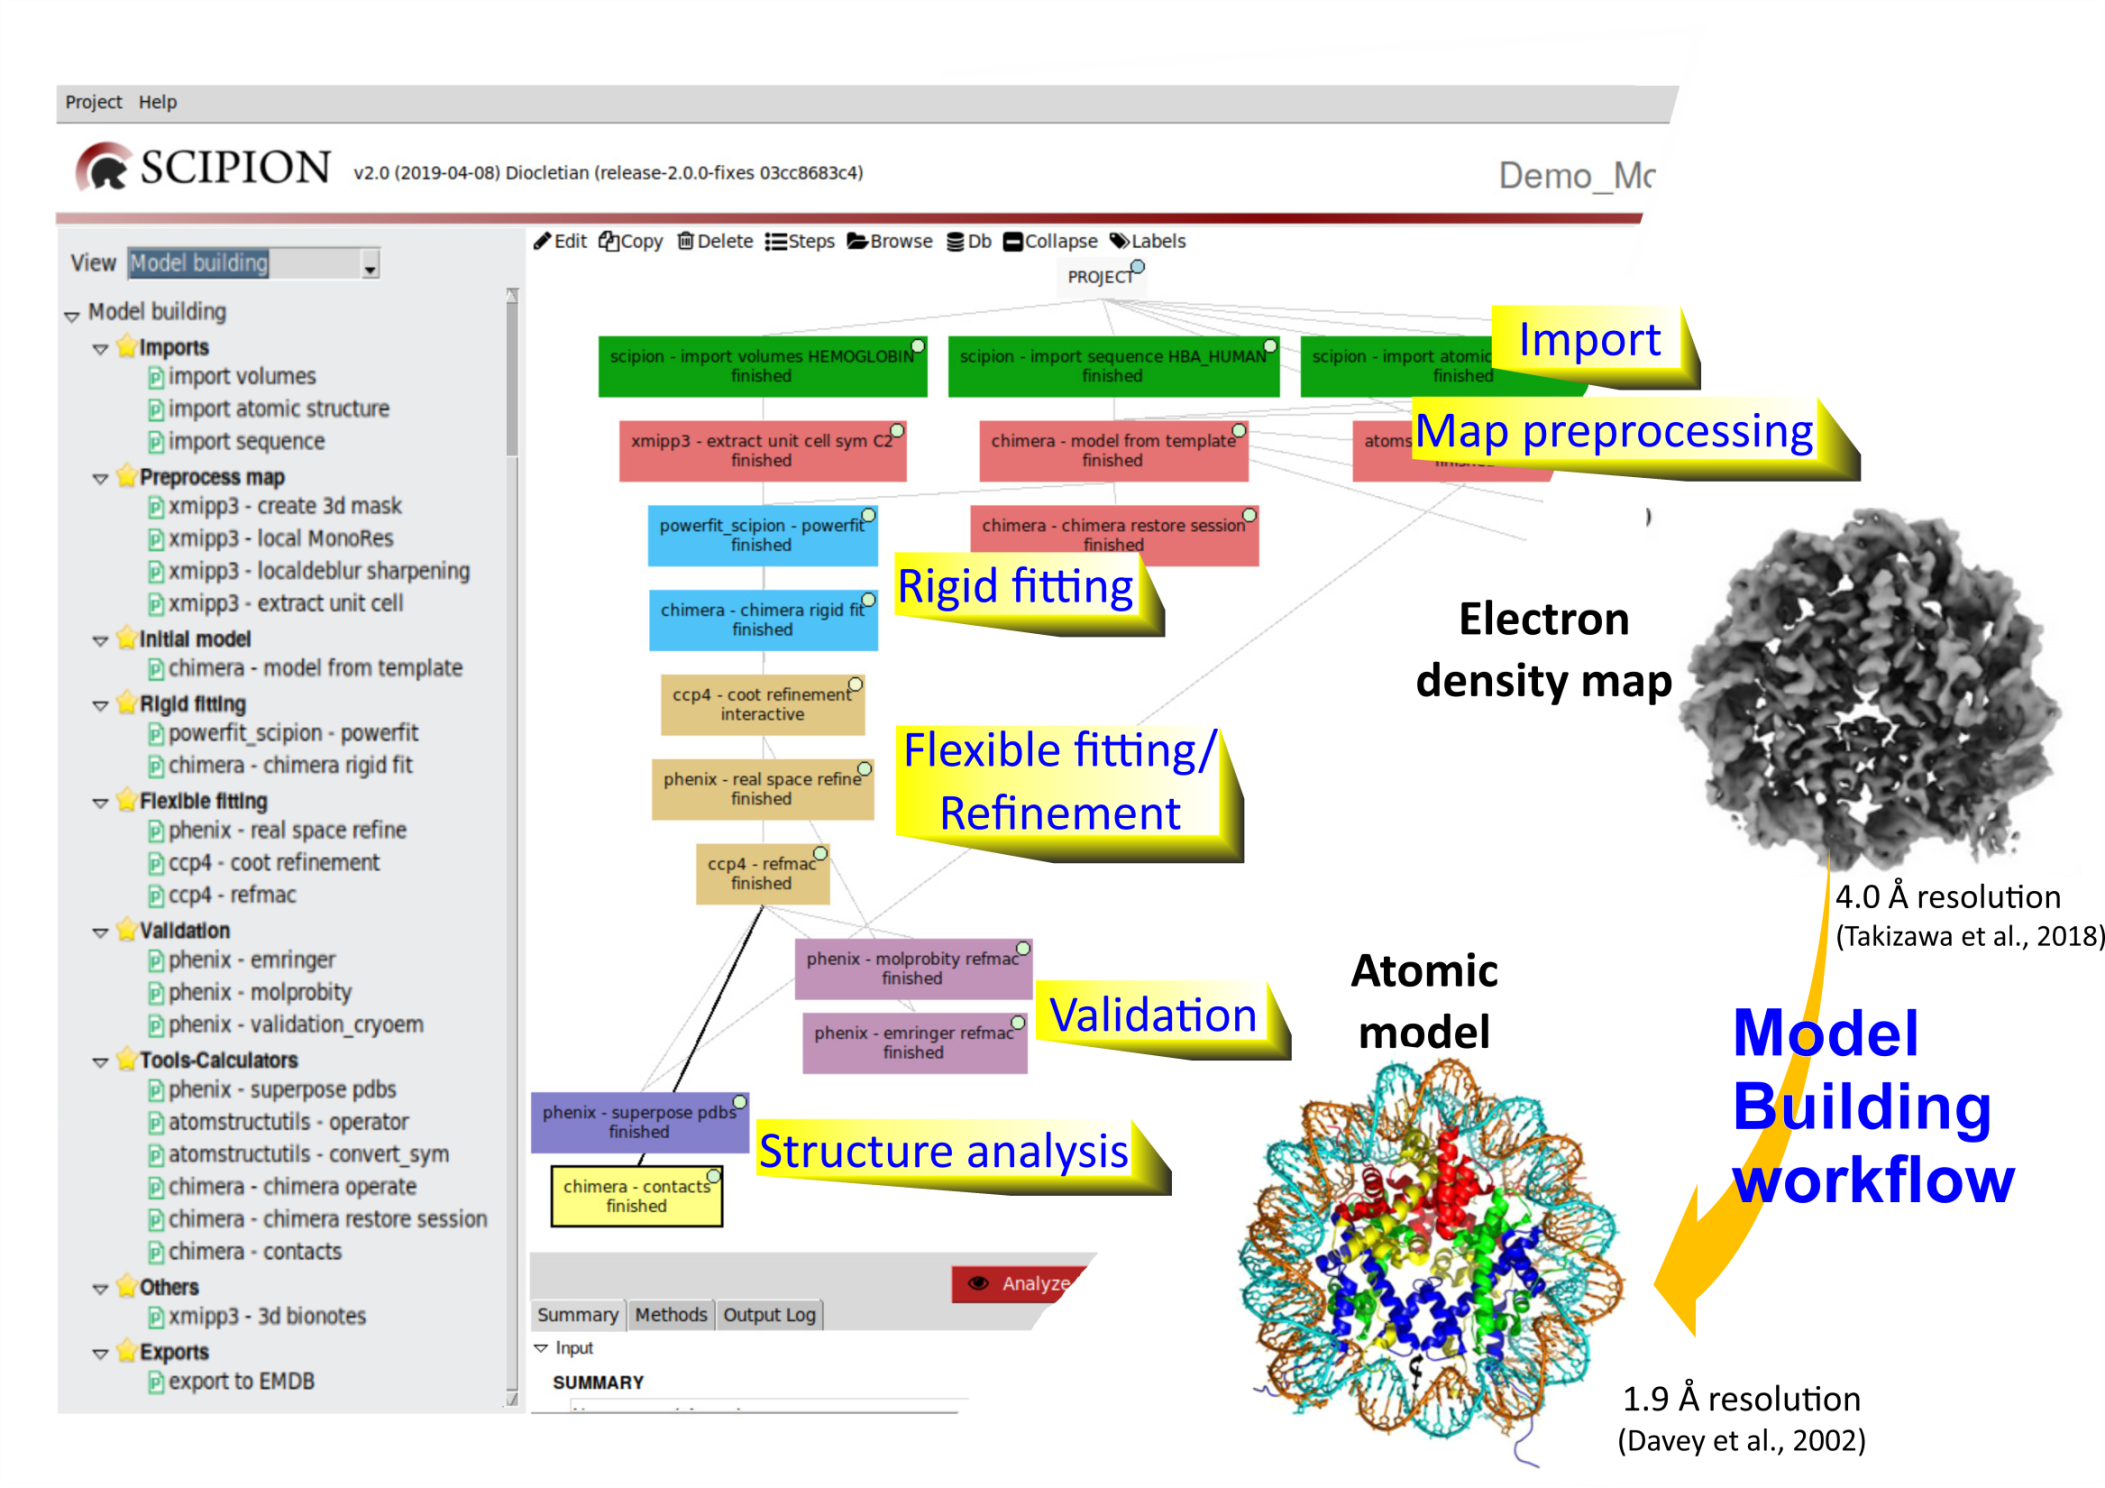 Project Help
SCIPION v2.0 (2019-04-08) Diocletian (release-2.0.0-fixes 03cc8683c4)
Demo_Mo
View Model building
Model building
Imports
import volumes
import atomic structure
import sequence
Preprocess map
xmipp3 - create 3d mask
xmipp3 - local MonoRes
xmipp3 - localdeblur sharpening
xmipp3 - extract unit cell
Initial model
chimera - model from template
Rigid fitting
powerfit_scipion - powerfit
chimera - chimera rigid fit
Flexible fitting
phenix - real space refine
ccp4 - coot refinement
ccp4 - refmac
Validation
phenix - emringer
phenix - molprobity
phenix - validation_cryoem
Tools-Calculators
phenix - superpose pdbs
atomstructutils - operator
atomstructutils - convert_sym
chimera - chimera operate
chimera - chimera restore session
chimera - contacts
Others
xmipp3 - 3d bionotes
Exports
export to EMDB
Edit Copy Delete Steps Browse Db Collapse Labels
PROJECT
scipion - import volumes HEMOGLOBIN
finished
scipion - import sequence HBA_HUMAN
finished
scipion - import atomic
finished
Import
xmipp3 - extract unit cell sym C2
finished
chimera - model from template
finished
atoms
Map preprocessing
powerfit_scipion - powerfit
finished
chimera - chimera restore session
finished
Rigid fitting
chimera - chimera rigid fit
finished
ccp4 - coot refinement
interactive
phenix - real space refine
finished
Flexible fitting/
Refinement
ccp4 - refmac
finished
phenix - molprobity refmac
finished
phenix - emringer refmac
finished
Validation
phenix - superpose pdbs
finished
Structure analysis
chimera - contacts
finished
Analyze
Summary Methods Output Log
Input
SUMMARY
)
Electron
density map
4.0 Å resolution
(Takizawa et al., 2018)
Atomic
model
Model
Building
workflow
1.9 Å resolution
(Davey et al., 2002)